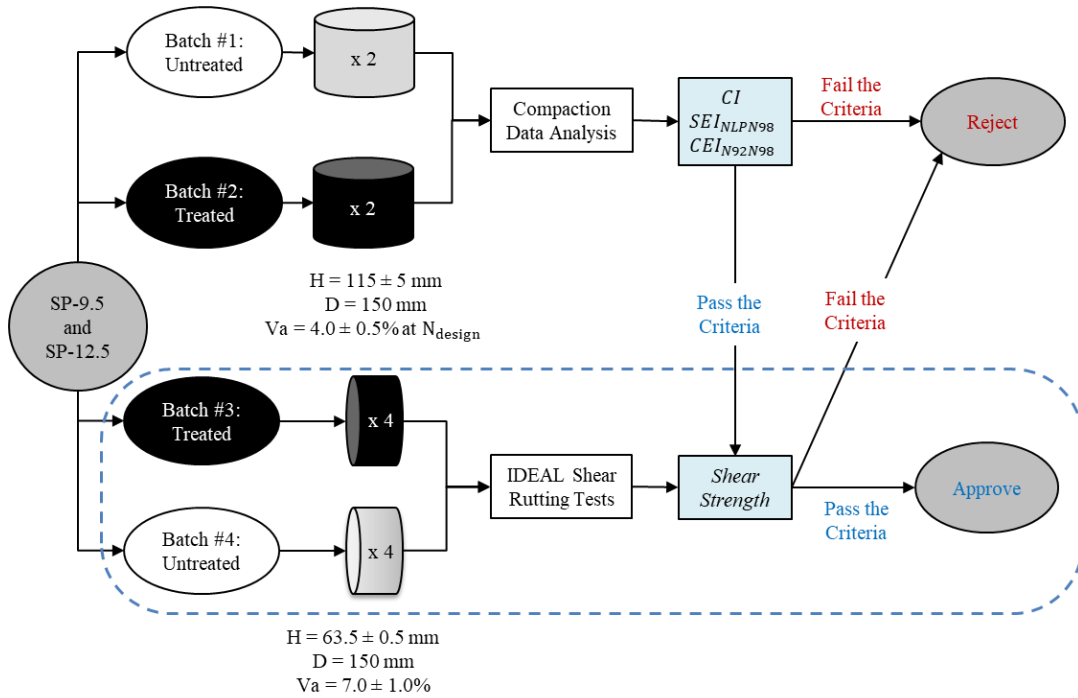 Batch #1:
Untreated
x 2
Compaction
Data Analysis
CI
SEI_NLPN98
CEI_N92N98
Fail the
Criteria
Reject
Batch #2:
Treated
x 2
H = 115 ± 5 mm
D = 150 mm
Va = 4.0 ± 0.5% at N_design
SP-9.5
and
SP-12.5
Pass the
Criteria
Fail the
Criteria
Batch #3:
Treated
x 4
IDEAL Shear
Rutting Tests
Shear
Strength
Approve
Pass the
Criteria
Batch #4:
Untreated
x 4
H = 63.5 ± 0.5 mm
D = 150 mm
Va = 7.0 ± 1.0%